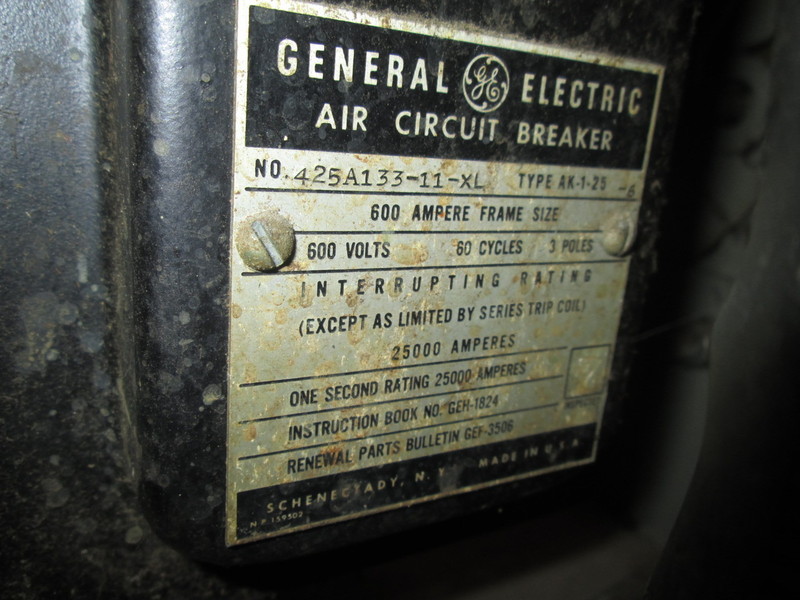 GENERAL GE ELECTRIC
AIR CIRCUIT BREAKER
NO. 425A133-11-XL TYPE AK-1-25 -6
600 AMPERE FRAME SIZE
600 VOLTS 60 CYCLES 3 POLES
INTERRUPTING RATING
(EXCEPT AS LIMITED BY SERIES TRIP COIL)
25000 AMPERES
ONE SECOND RATING 25000 AMPERES
INSTRUCTION BOOK NO. GEH-1824
RENEWAL PARTS BULLETIN GEF-3506
SCHENECTADY, N. Y. MADE IN U.S.A
N P 159502